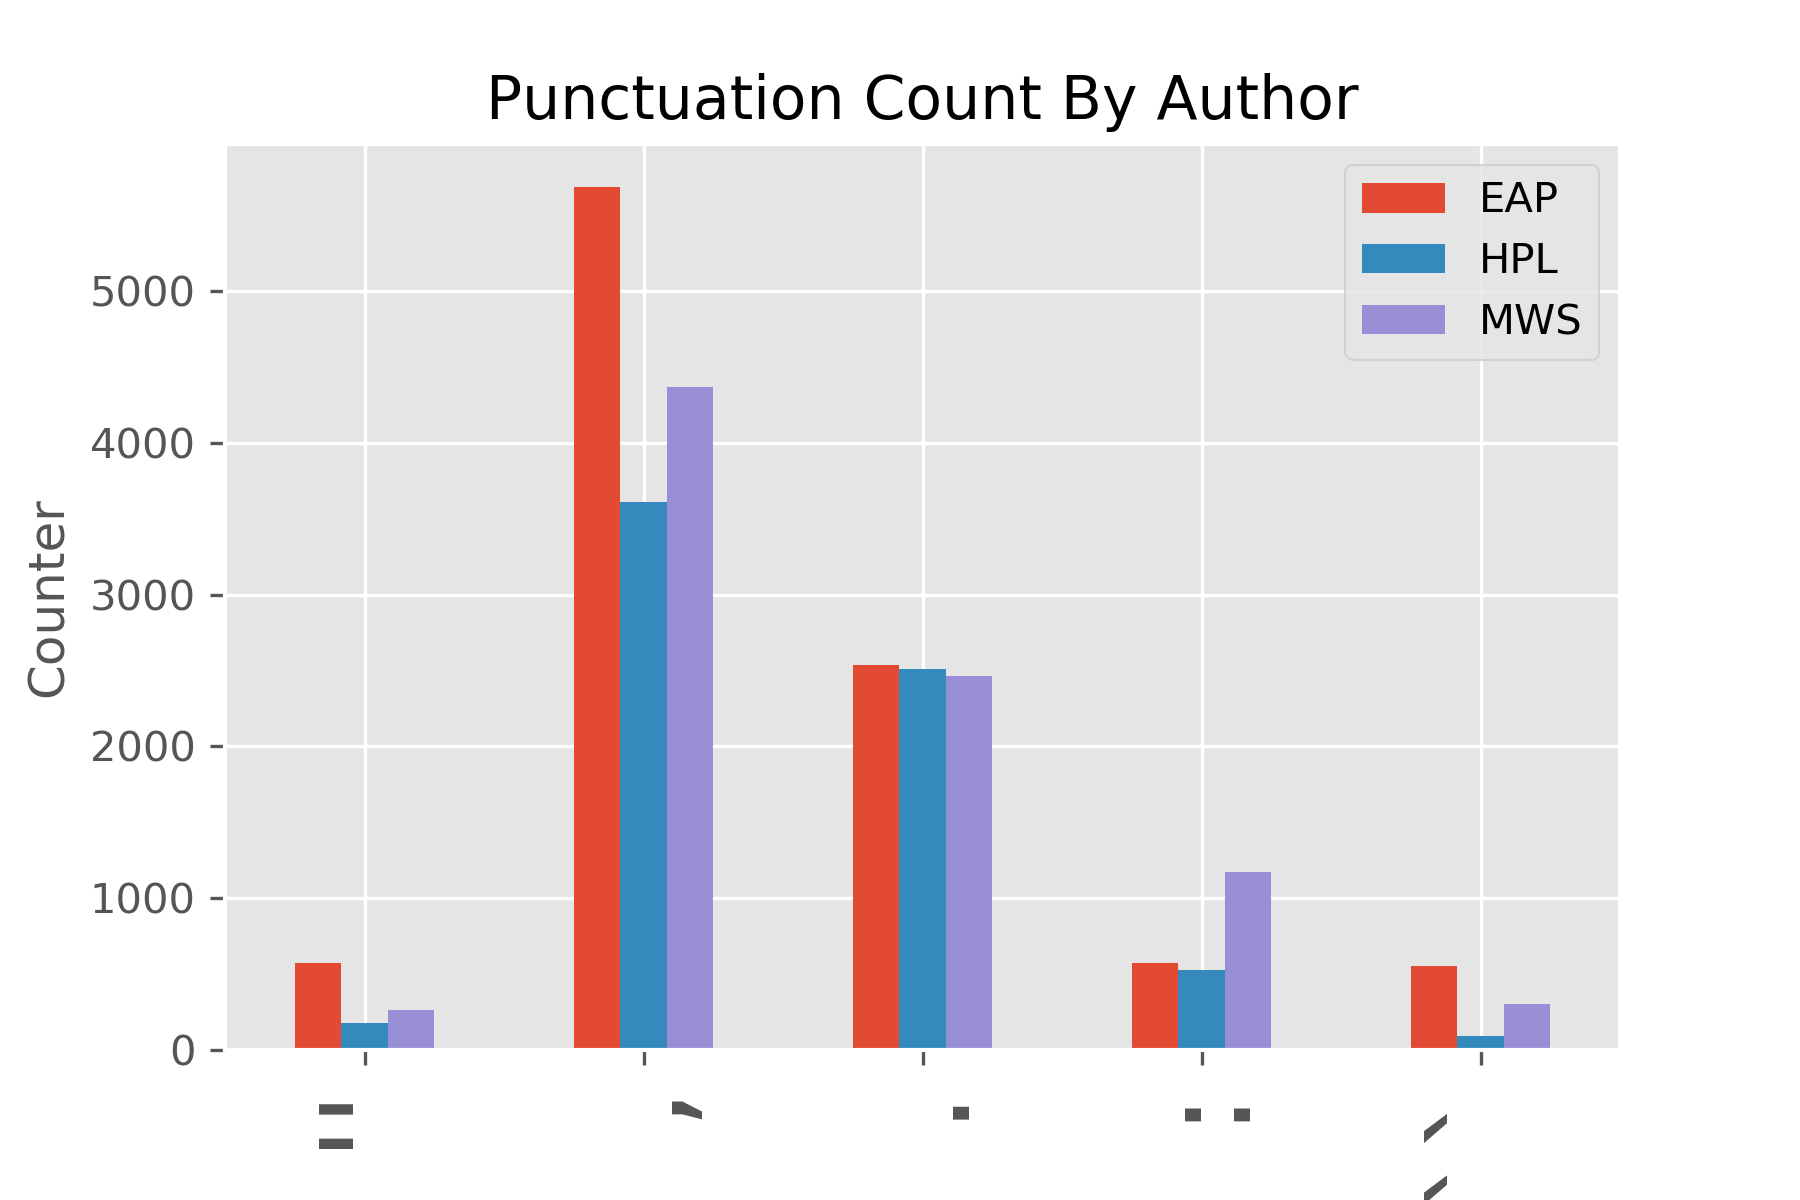 Punctuation Count By Author
EAP
HPL
MWS
Counter
5000
4000
3000
2000
1000
0
" , . : ``